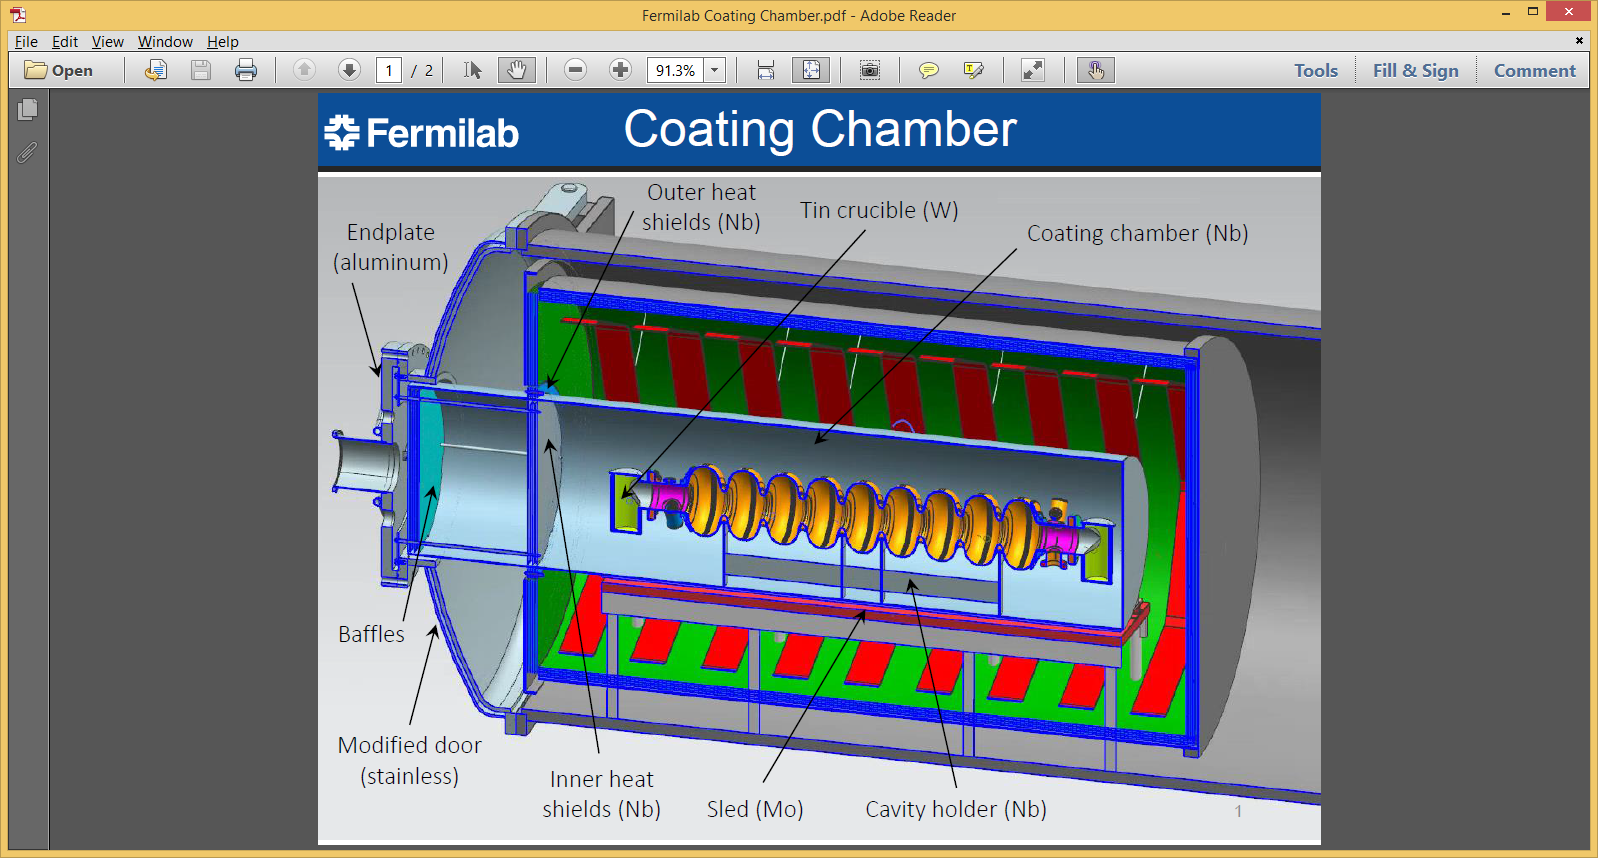 Fermilab Coating Chamber.pdf - Adobe Reader
File Edit View Window Help
Open
1 / 2
91.3%
Tools
Fill & Sign
Comment
Fermilab
Coating Chamber
Outer heat
shields (Nb)
Tin crucible (W)
Coating chamber (Nb)
Endplate
(aluminum)
Baffles
Modified door
(stainless)
Inner heat
shields (Nb)
Sled (Mo)
Cavity holder (Nb)
1